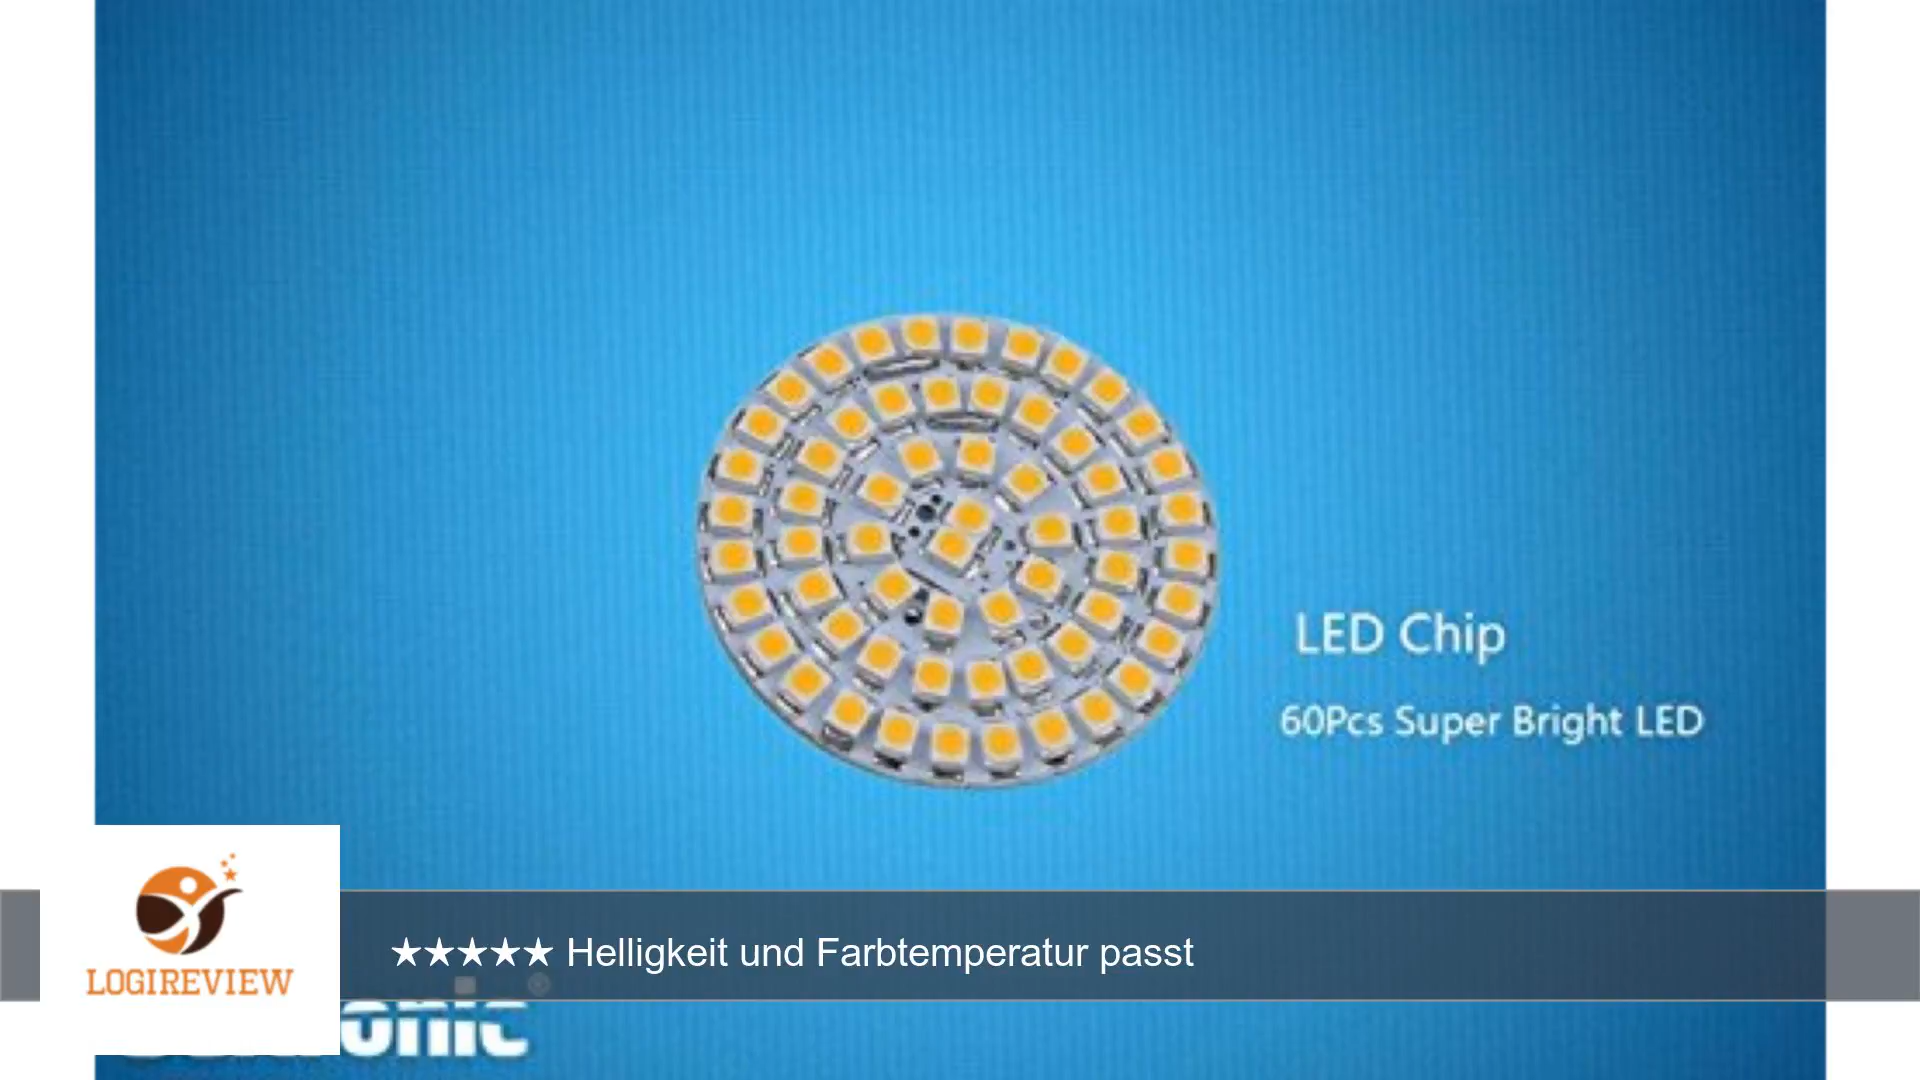 LED Chip
60Pcs Super Bright LED
★★★★★ Helligkeit und Farbtemperatur passt
LOGIREVIEW